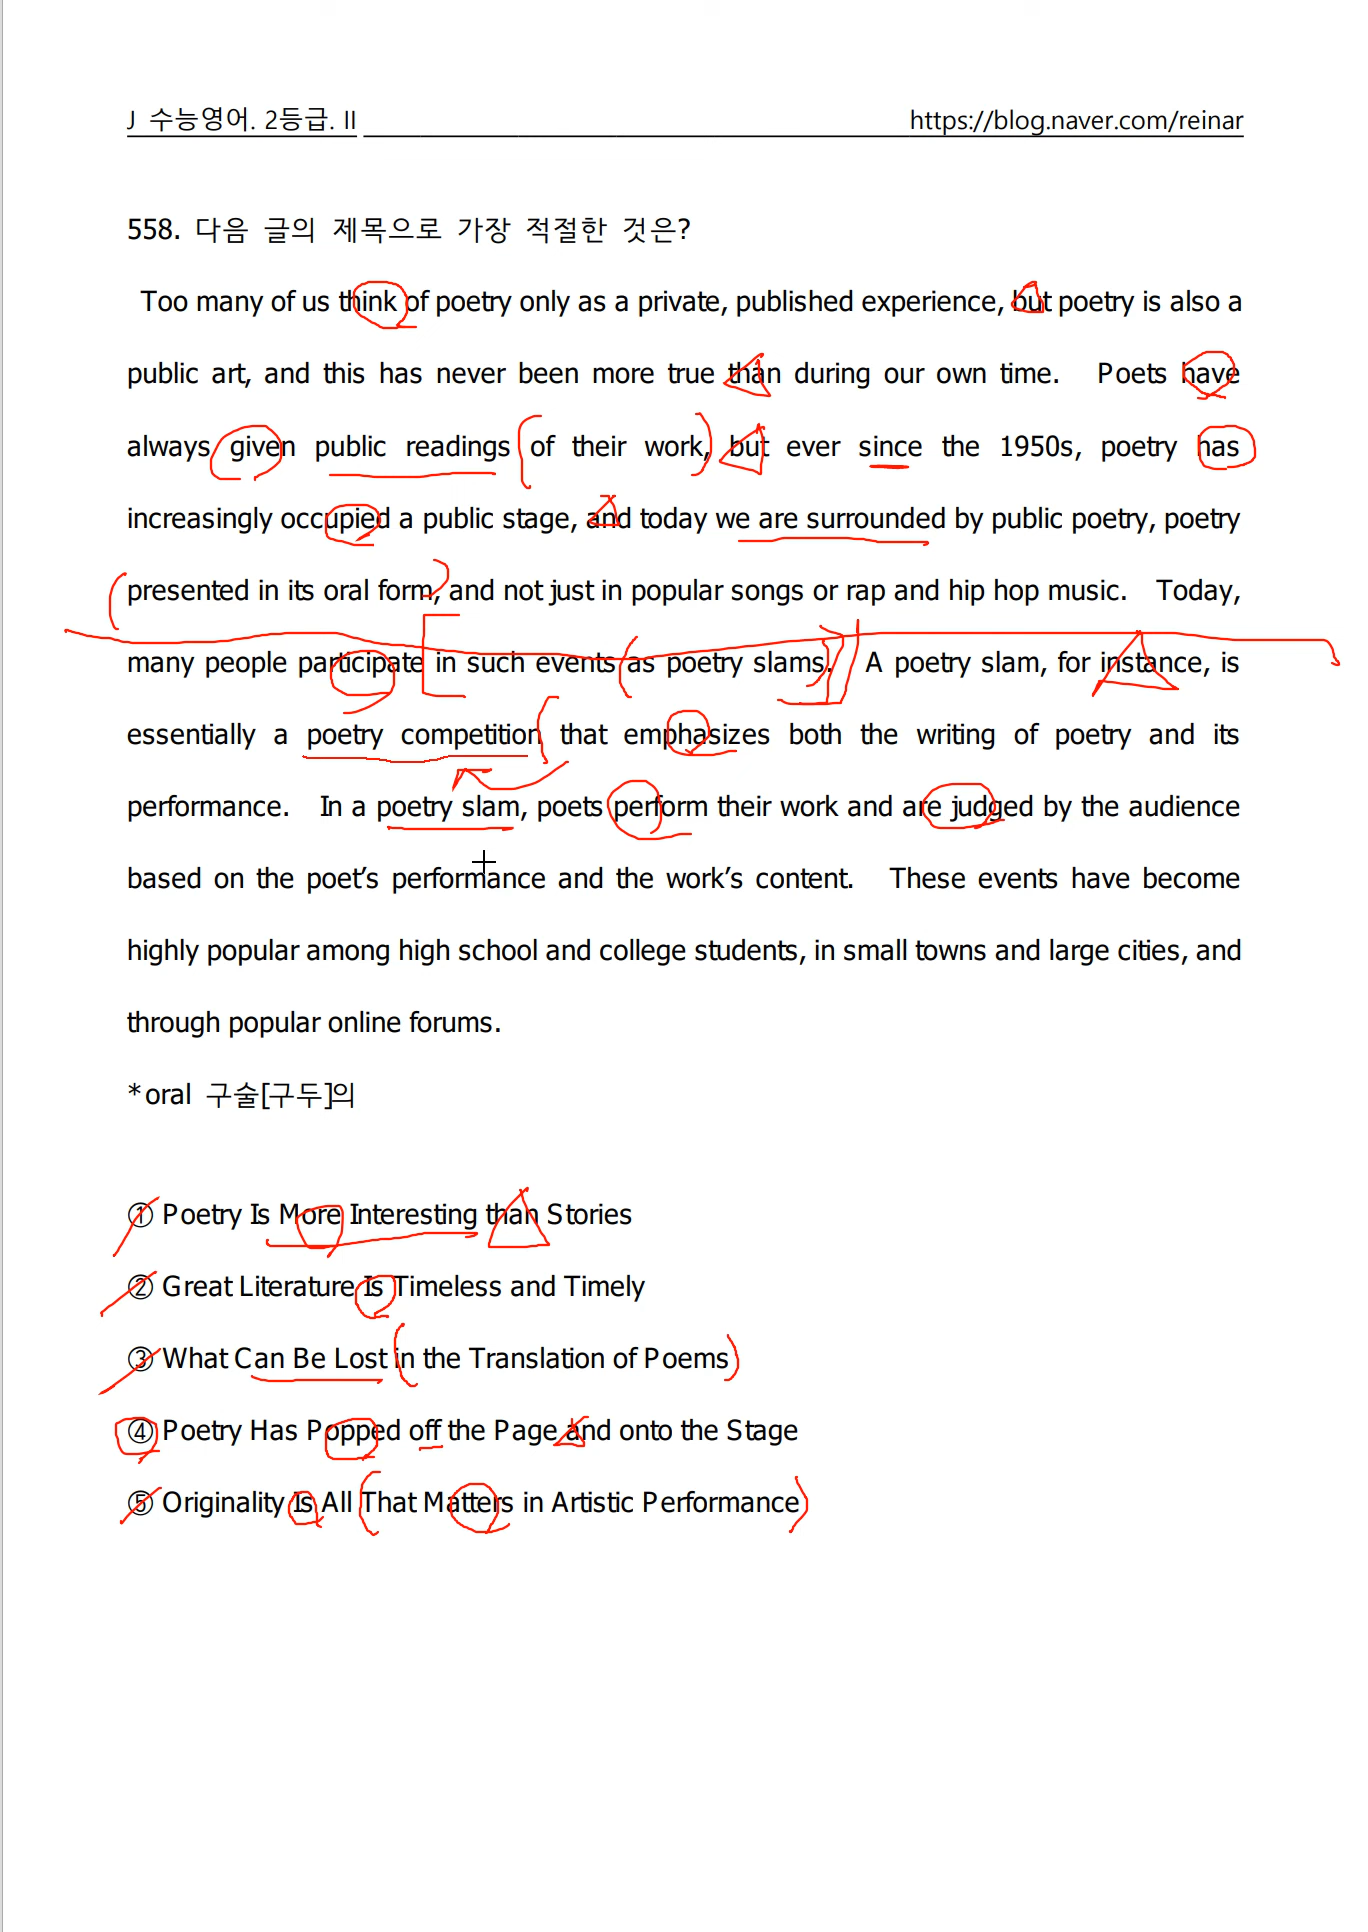 J 수능영어. 2등급. II https://blog.naver.com/reinar
558. 다음 글의 제목으로 가장 적절한 것은?
Too many of us think of poetry only as a private, published experience, but poetry is also a
public art, and this has never been more true than during our own time. Poets have
always given public readings of their work, but ever since the 1950s, poetry has
increasingly occupied a public stage, and today we are surrounded by public poetry, poetry
presented in its oral form, and not just in popular songs or rap and hip hop music. Today,
many people participate in such events as poetry slams. A poetry slam, for instance, is
essentially a poetry competition that emphasizes both the writing of poetry and its
performance. In a poetry slam, poets perform their work and are judged by the audience
based on the poet’s performance and the work’s content. These events have become
highly popular among high school and college students, in small towns and large cities, and
through popular online forums.
*oral 구술[구두]의
① Poetry Is More Interesting than Stories
② Great Literature Is Timeless and Timely
③ What Can Be Lost in the Translation of Poems
④ Poetry Has Popped off the Page and onto the Stage
⑤ Originality Is All That Matters in Artistic Performance